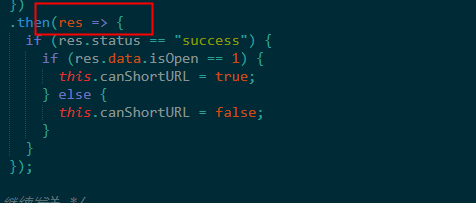 })
.then(res => {
if (res.status == "success") {
if (res.data.isOpen == 1) {
this.canShortURL = true;
} else {
this.canShortURL = false;
}
}
});